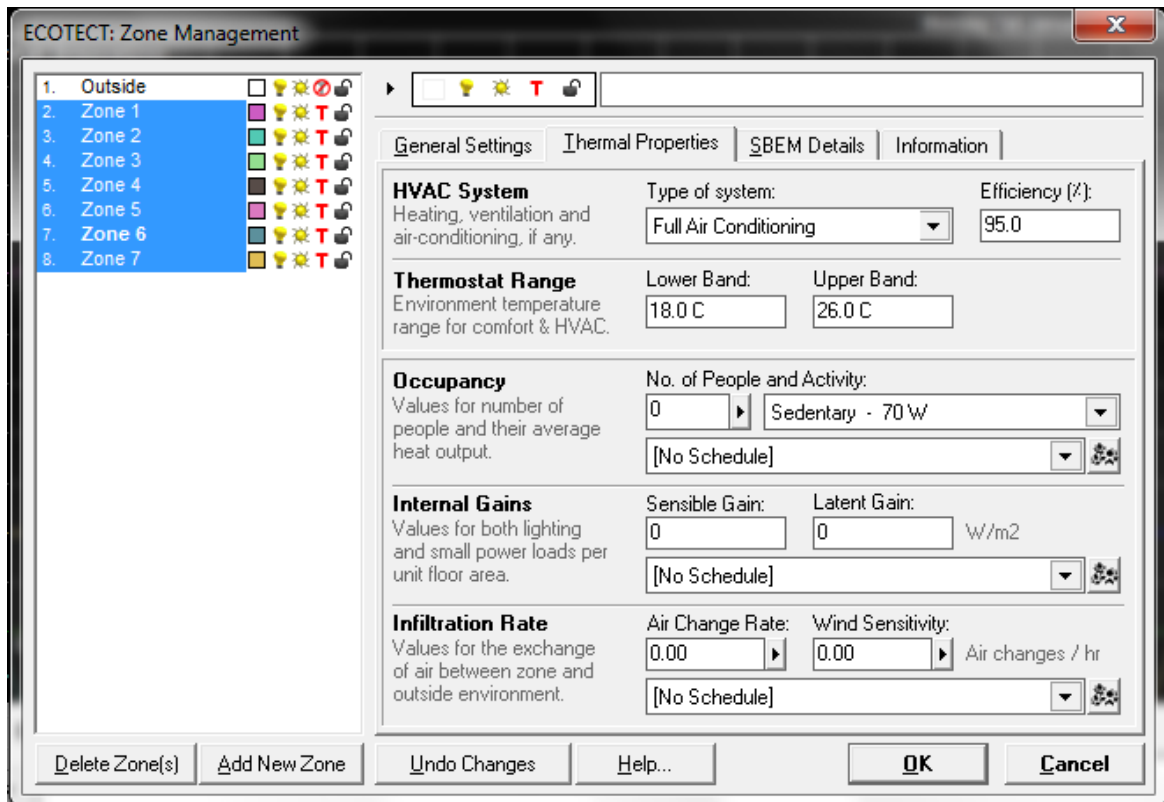 ECOTECT: Zone Management
1. Outside
2. Zone 1
3. Zone 2
4. Zone 3
5. Zone 4
6. Zone 5
7. Zone 6
8. Zone 7
T
General Settings
Thermal Properties
SBEM Details
Information
HVAC System
Heating, ventilation and
air-conditioning, if any.
Type of system:
Full Air Conditioning
Efficiency (%):
95.0
Thermostat Range
Environment temperature
range for comfort & HVAC.
Lower Band:
18.0 C
Upper Band:
26.0 C
Occupancy
Values for number of
people and their average
heat output.
No. of People and Activity:
0
Sedentary - 70 W
[No Schedule]
Internal Gains
Values for both lighting
and small power loads per
unit floor area.
Sensible Gain:
0
Latent Gain:
0
W/m2
[No Schedule]
Infiltration Rate
Values for the exchange
of air between zone and
outside environment.
Air Change Rate:
0.00
Wind Sensitivity:
0.00
Air changes / hr
[No Schedule]
Delete Zone(s)
Add New Zone
Undo Changes
Help...
OK
Cancel